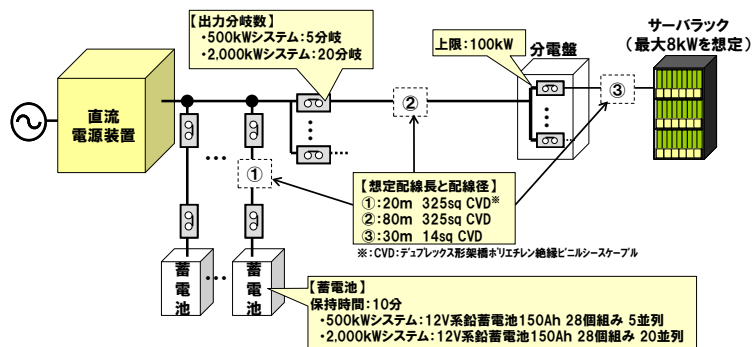 【出力分岐数】
・500kWシステム:5分岐
・2,000kWシステム:20分岐
上限:100kW
分電盤
サーバラック
(最大8kWを想定)
直流
電源装置
②
③
①
【想定配線長と配線径】
①:20m 325sq CVD※
②:80m 325sq CVD
③:30m 14sq CVD
※:CVD:デュプレックス形架橋ポリエチレン絶縁ビニルシースケーブル
蓄電池
蓄電池
【蓄電池】
保持時間:10分
・500kWシステム:12V系鉛蓄電池150Ah 28個組み 5並列
・2,000kWシステム:12V系鉛蓄電池150Ah 28個組み 20並列